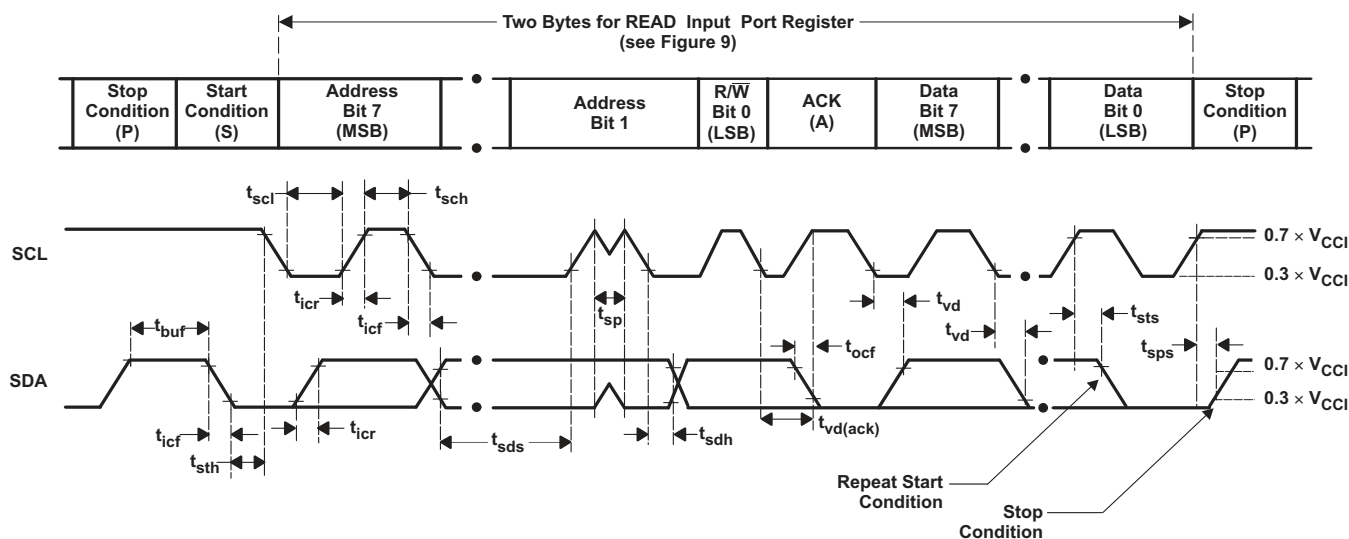 Two Bytes for READ Input Port Register
(see Figure 9)
Stop
Condition
(P)
Start
Condition
(S)
Address
Bit 7
(MSB)
Address
Bit 1
R/W̅
Bit 0
(LSB)
ACK
(A)
Data
Bit 7
(MSB)
Data
Bit 0
(LSB)
Stop
Condition
(P)
tscl
tsch
SCL
0.7 × VCCI
0.3 × VCCI
ticr
ticf
tsp
tvd
tvd
tsts
tbuf
tocf
tsps
SDA
0.7 × VCCI
0.3 × VCCI
ticf
ticr
tsth
tsds
tsdh
tvd(ack)
Repeat Start
Condition
Stop
Condition